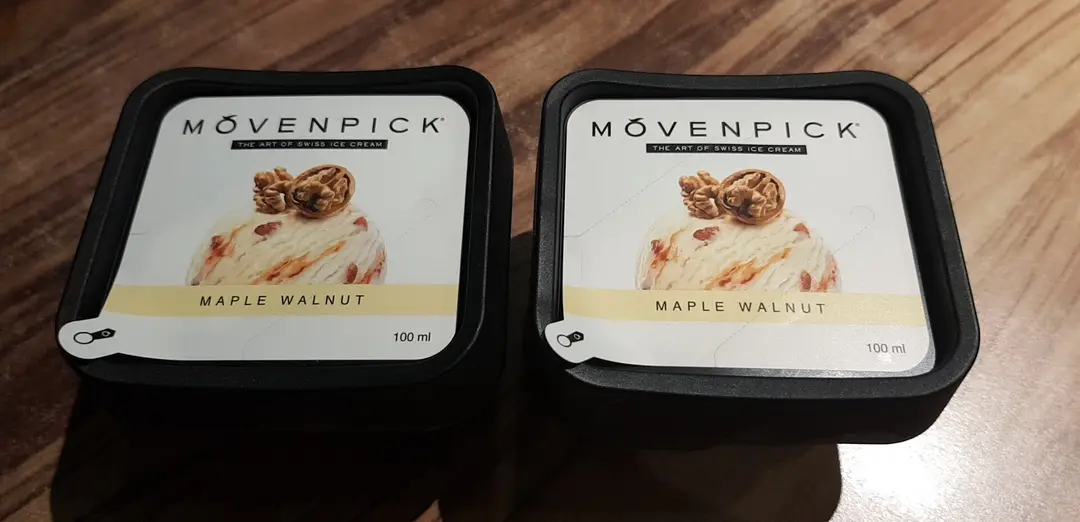 MÖVENPICK®
THE ART OF SWISS ICE CREAM
MAPLE WALNUT
100 ml
MÖVENPICK®
THE ART OF SWISS ICE CREAM
MAPLE WALNUT
100 ml